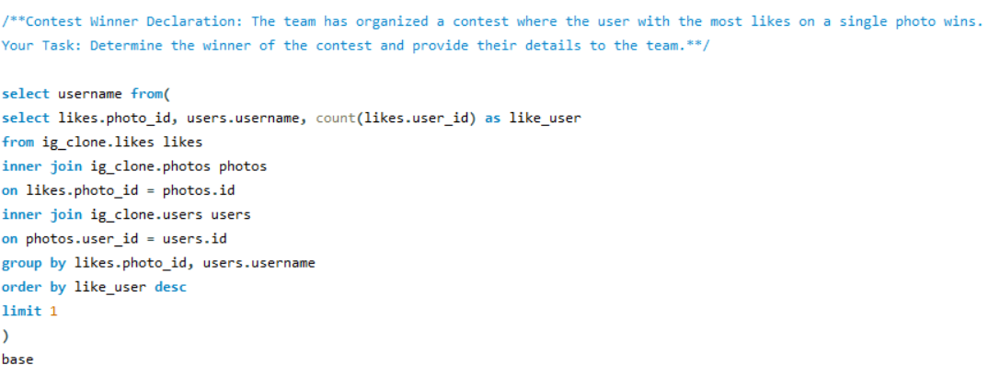 /**Contest Winner Declaration: The team has organized a contest where the user with the most likes on a single photo wins.
Your Task: Determine the winner of the contest and provide their details to the team.**/
select username from(
select likes.photo_id, users.username, count(likes.user_id) as like_user
from ig_clone.likes likes
inner join ig_clone.photos photos
on likes.photo_id = photos.id
inner join ig_clone.users users
on photos.user_id = users.id
group by likes.photo_id, users.username
order by like_user desc
limit 1
)
base